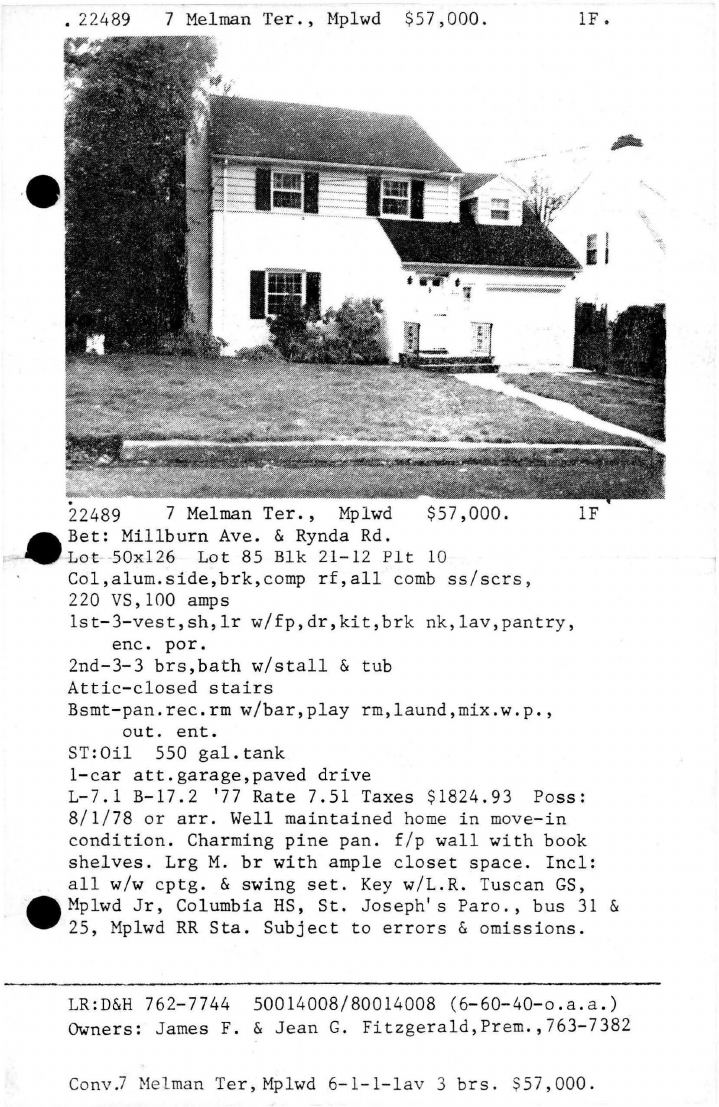 . 22489 7 Melman Ter., Mplwd $57,000. 1F.
22489 7 Melman Ter., Mplwd $57,000. 1F
Bet: Millburn Ave. & Rynda Rd.
Lot 50x126 Lot 85 Blk 21-12 Plt 10
Col,alum.side,brk,comp rf,all comb ss/scrs,
220 VS,100 amps
1st-3-vest,sh,lr w/fp,dr,kit,brk nk,lav,pantry,
enc. por.
2nd-3-3 brs,bath w/stall & tub
Attic-closed stairs
Bsmt-pan.rec.rm w/bar,play rm,laund,mix.w.p.,
out. ent.
ST:Oil 550 gal.tank
1-car att.garage,paved drive
L-7.1 B-17.2 '77 Rate 7.51 Taxes $1824.93 Poss:
8/1/78 or arr. Well maintained home in move-in
condition. Charming pine pan. f/p wall with book
shelves. Lrg M. br with ample closet space. Incl:
all w/w cptg. & swing set. Key w/L.R. Tuscan GS,
Mplwd Jr, Columbia HS, St. Joseph's Paro., bus 31 &
25, Mplwd RR Sta. Subject to errors & omissions.
LR:D&H 762-7744 50014008/80014008 (6-60-40-o.a.a.)
Owners: James F. & Jean G. Fitzgerald,Prem.,763-7382
Conv.7 Melman Ter,Mplwd 6-1-1-lav 3 brs. $57,000.